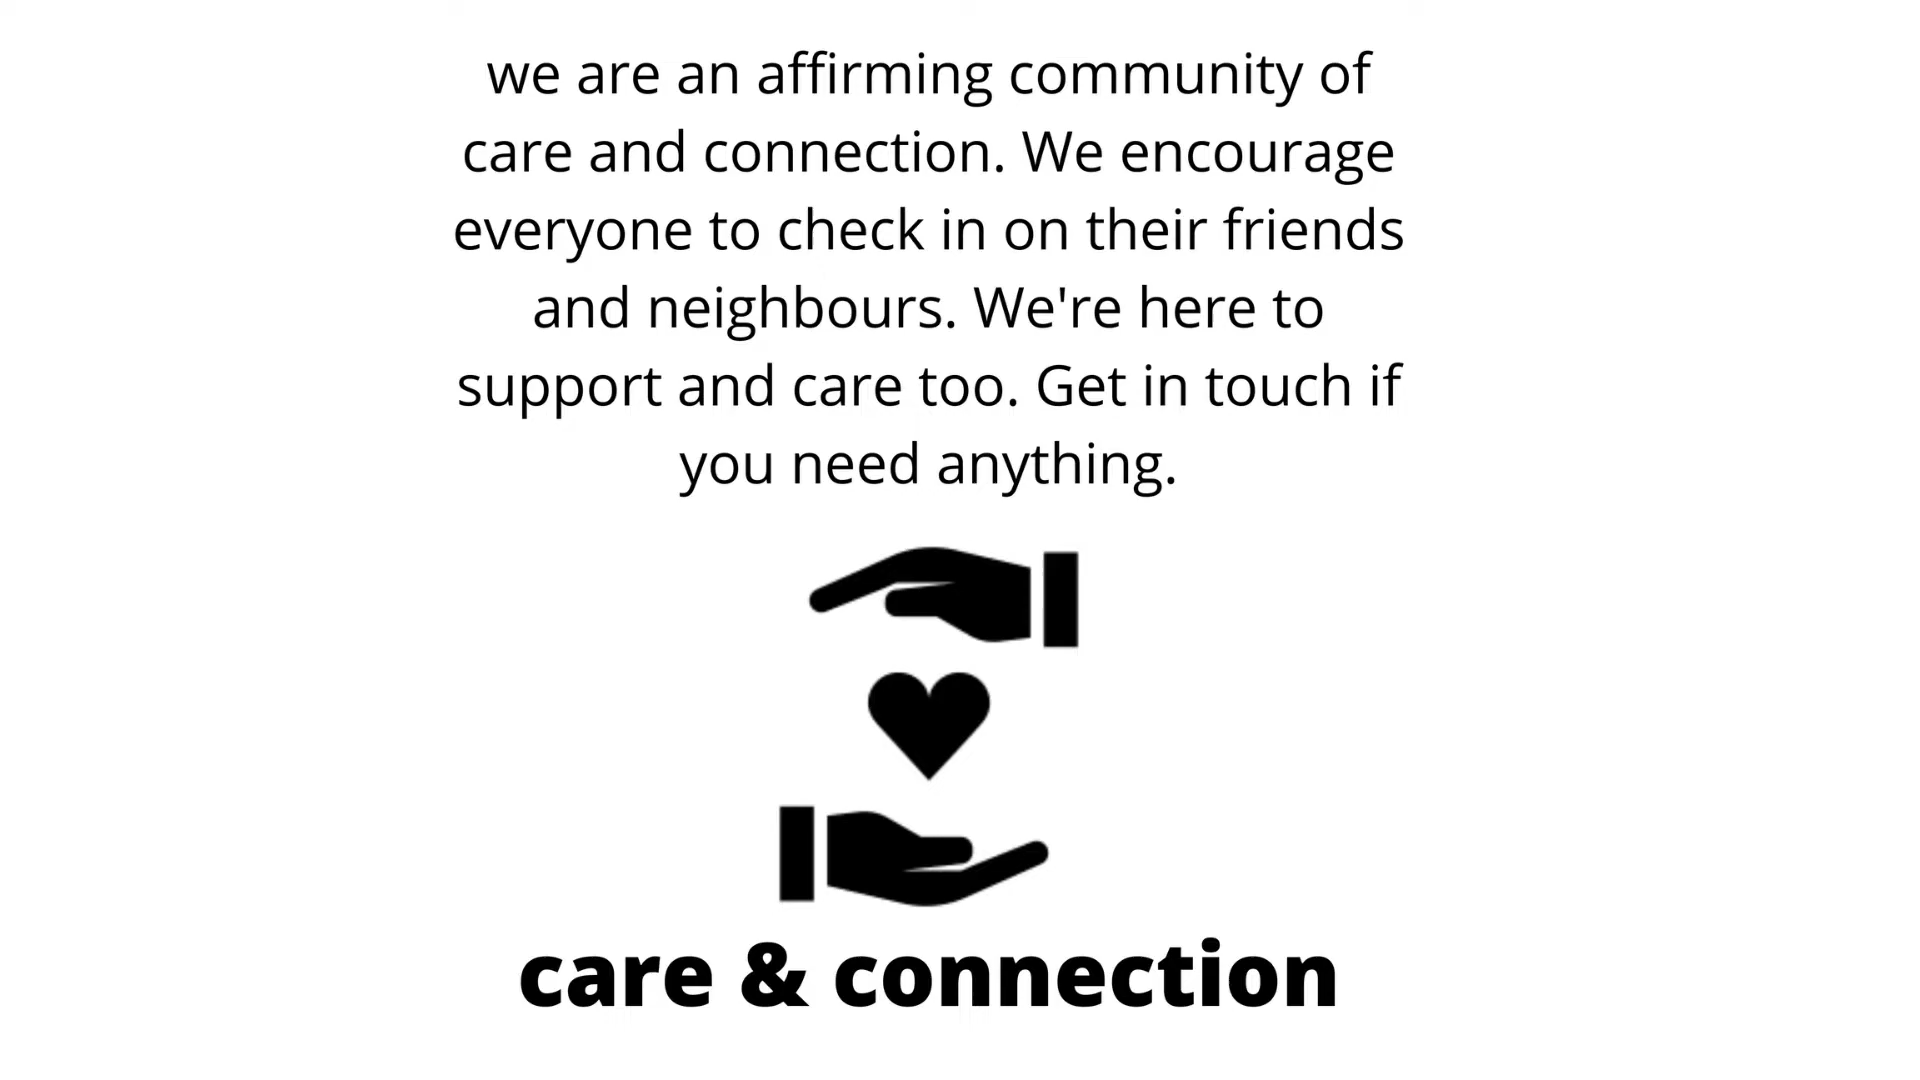 we are an affirming community of
care and connection. We encourage
everyone to check in on their friends
and neighbours. We're here to
support and care too. Get in touch if
you need anything.
care & connection